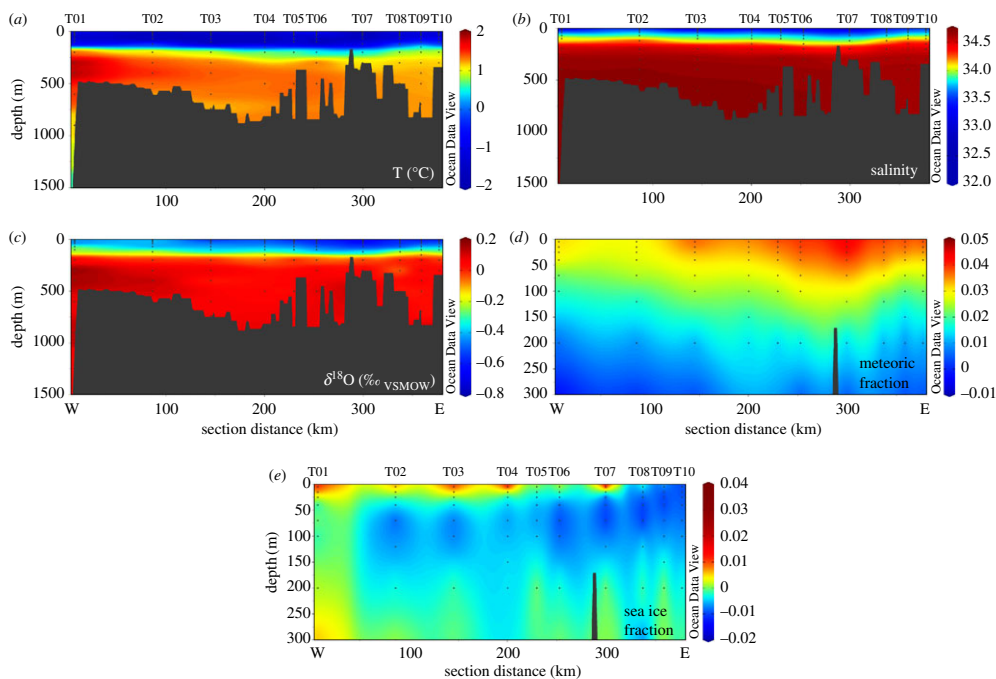 (a) T01 T02 T03 T04 T05 T06 T07 T08 T09 T10
0
500
1000
1500
depth (m)
100 200 300
T (°C)
2
1
0
–1
–2
Ocean Data View
(b) T01 T02 T03 T04 T05 T06 T07 T08 T09 T10
0
500
1000
1500
100 200 300
salinity
34.5
34.0
33.5
33.0
32.5
32.0
Ocean Data View
(c)
0
500
1000
1500
depth (m)
W 100 200 300 E
section distance (km)
δ18O (‰ VSMOW)
0.2
0
–0.2
–0.4
–0.6
–0.8
Ocean Data View
(d)
0
50
100
150
200
250
300
W 100 200 300 E
section distance (km)
meteoric
fraction
0.05
0.04
0.03
0.02
0.01
0
–0.01
Ocean Data View
(e) T01 T02 T03 T04 T05 T06 T07 T08 T09 T10
0
50
100
150
200
250
300
depth (m)
W 100 200 300 E
section distance (km)
sea ice
fraction
0.04
0.03
0.02
0.01
0
–0.01
–0.02
Ocean Data View